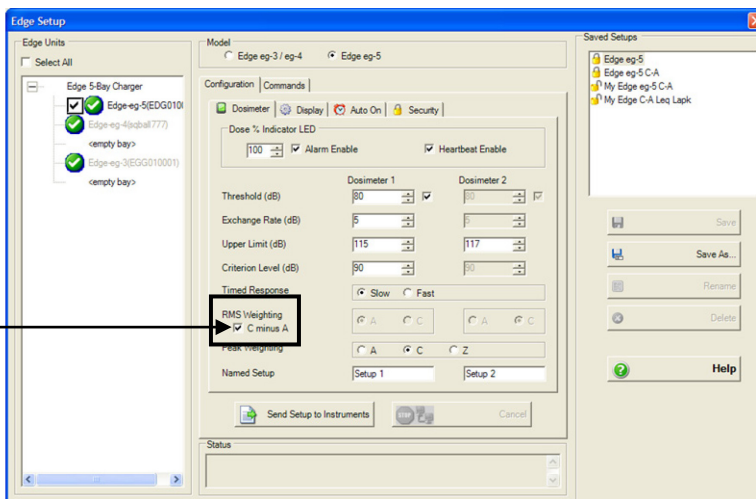 Edge Setup
Edge Units
Select All
Edge 5-Bay Charger
Edge-eg-5(EDG010
Edge-eg-4(sqball777)
<empty bay>
Edge-eg-3(EGG010001)
<empty bay>
Model
Edge eg-3 / eg-4 Edge eg-5
Configuration Commands
Dosimeter Display Auto On Security
Dose % Indicator LED
100 Alarm Enable Heartbeat Enable
Dosimeter 1 Dosimeter 2
Threshold (dB) 80 80
Exchange Rate (dB) 5 5
Upper Limit (dB) 115 117
Criterion Level (dB) 90 90
Timed Response Slow Fast
RMS Weighting
C minus A
A C A C
Peak Weighting A C Z
Named Setup Setup 1 Setup 2
Send Setup to Instruments STOP Cancel
Status
Saved Setups
Edge eg-5
Edge eg-5 C-A
My Edge eg-5 C-A
My Edge C-A Leq Lapk
Save
Save As...
Rename
Delete
Help